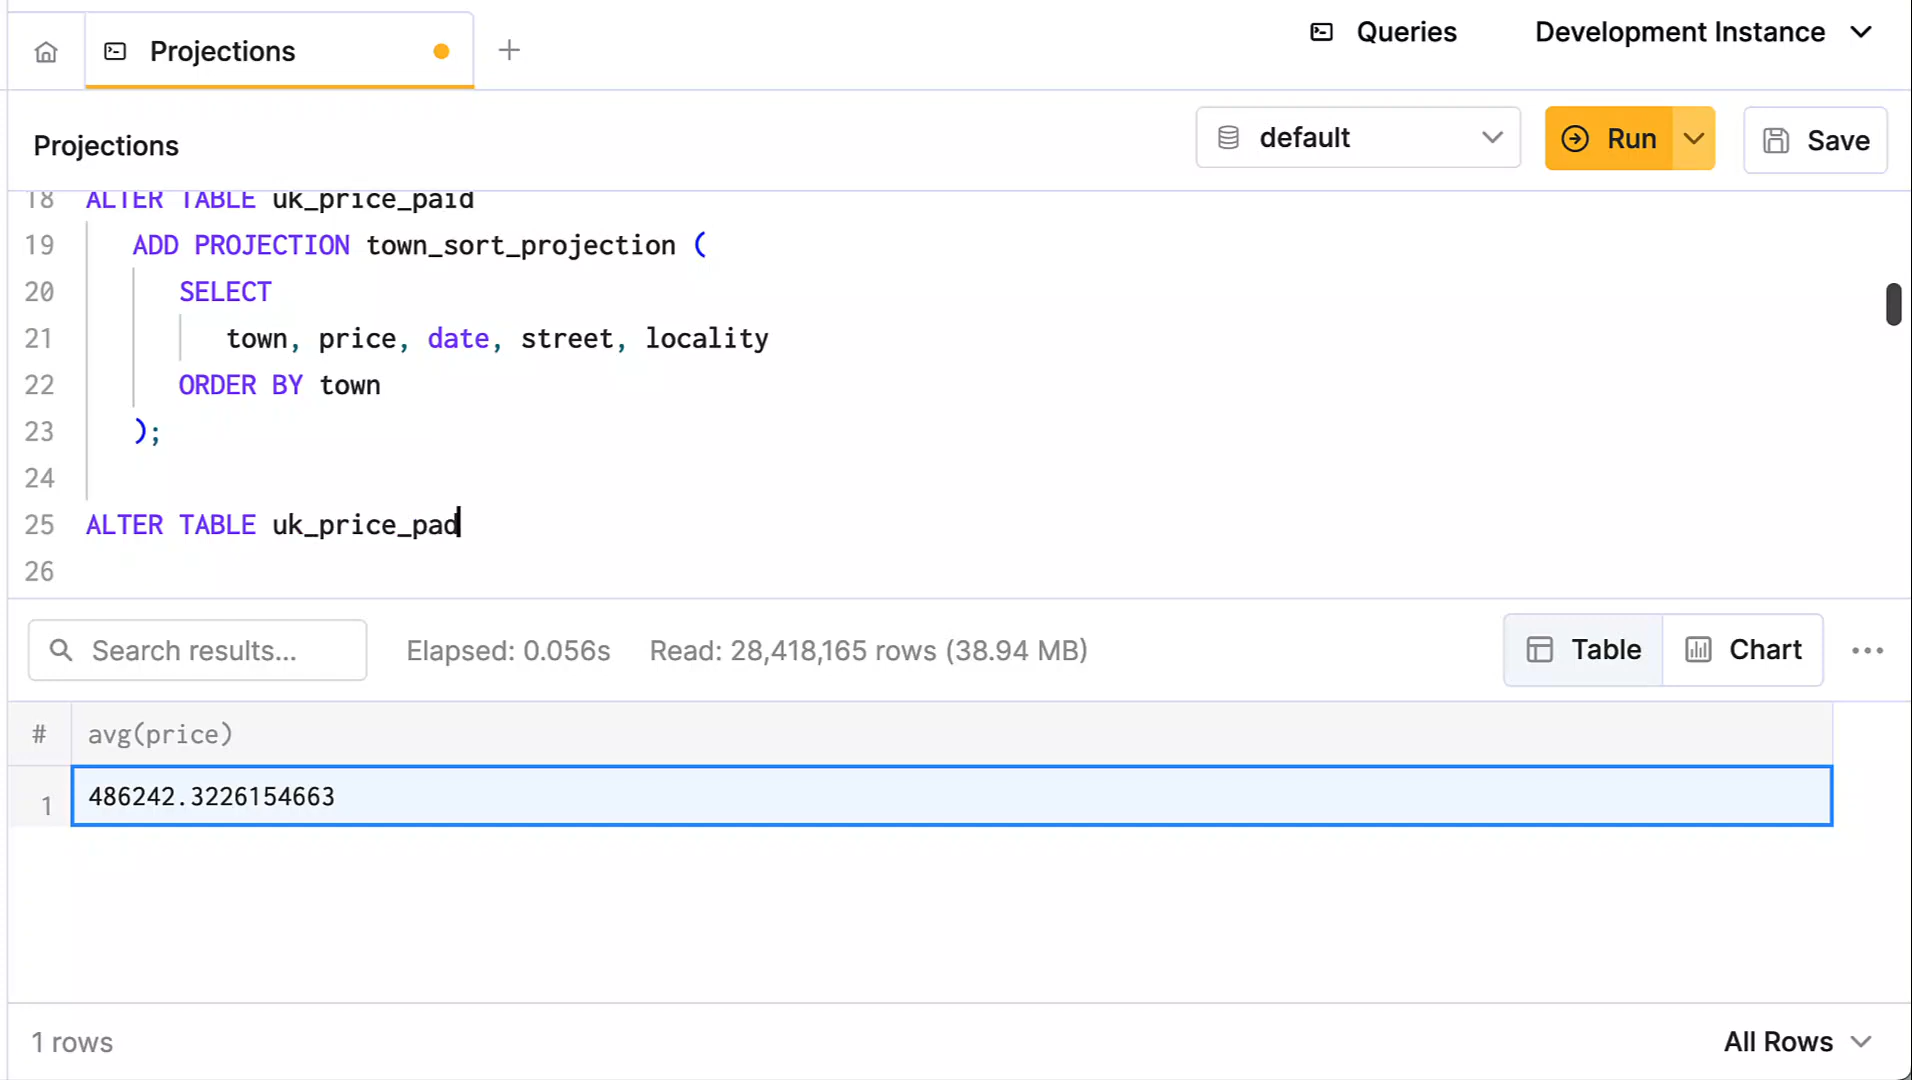 Projections
Queries
Development Instance
Projections
default
Run
Save
18 ALTER TABLE uk_price_paid
19 ADD PROJECTION town_sort_projection (
20 SELECT
21 town, price, date, street, locality
22 ORDER BY town
23 );
24
25 ALTER TABLE uk_price_pad
26
Search results...
Elapsed: 0.056s
Read: 28,418,165 rows (38.94 MB)
Table
Chart
# avg(price)
1 486242.3226154663
1 rows
All Rows